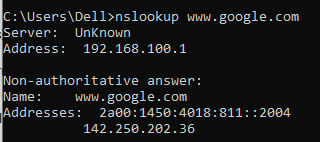 C:\Users\Dell>nslookup www.google.com
Server:  UnKnown
Address:  192.168.100.1

Non-authoritative answer:
Name:    www.google.com
Addresses:  2a00:1450:4018:811::2004
          142.250.202.36